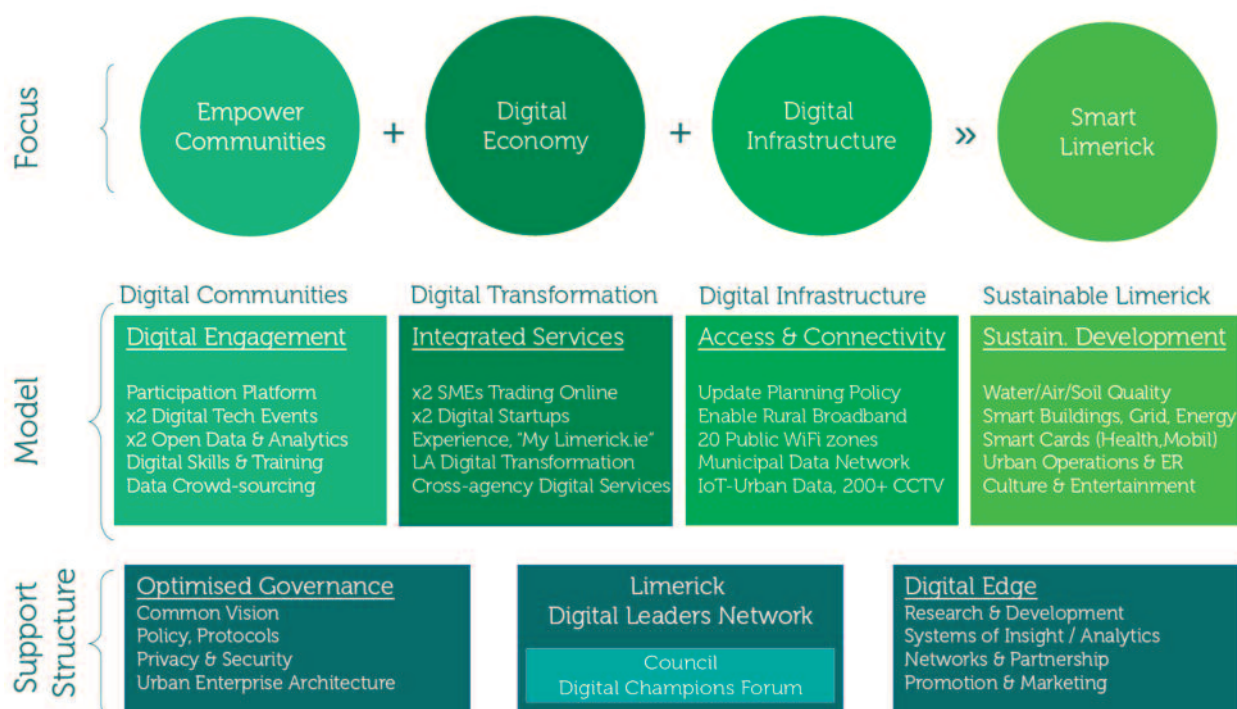 Focus
Empower
Communities
+
Digital
Economy
+
Digital
Infrastructure
»
Smart
Limerick
Model
Digital Communities
Digital Engagement
Participation Platform
x2 Digital Tech Events
x2 Open Data & Analytics
Digital Skills & Training
Data Crowd-sourcing
Digital Transformation
Integrated Services
x2 SMEs Trading Online
x2 Digital Startups
Experience, "My Limerick.ie"
LA Digital Transformation
Cross-agency Digital Services
Digital Infrastructure
Access & Connectivity
Update Planning Policy
Enable Rural Broadband
20 Public WiFi zones
Municipal Data Network
IoT-Urban Data, 200+ CCTV
Sustainable Limerick
Sustain. Development
Water/Air/Soil Quality
Smart Buildings, Grid, Energy
Smart Cards (Health,Mobil)
Urban Operations & ER
Culture & Entertainment
Support
Structure
Optimised Governance
Common Vision
Policy, Protocols
Privacy & Security
Urban Enterprise Architecture
Limerick
Digital Leaders Network
Council
Digital Champions Forum
Digital Edge
Research & Development
Systems of Insight / Analytics
Networks & Partnership
Promotion & Marketing